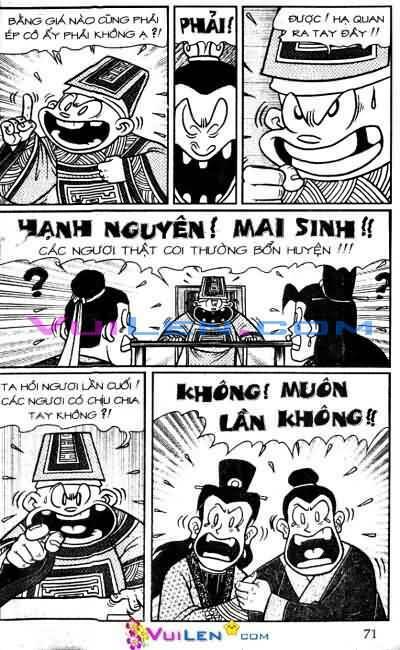 BẰNG GIÁ NÀO CŨNG PHẢI
ÉP CÔ ẤY PHẢI KHÔNG Ạ ?!
PHẢI!
ĐƯỢC! HẠ QUAN
RA TAY ĐÂY!!
HẠNH NGUYÊN! MAI SINH!!
CÁC NGƯƠI THẬT COI THƯỜNG BỔN HUYỆN!!!
?
?
VUILEN.COM
TA HỎI NGƯƠI LẦN CUỐI!
CÁC NGƯƠI CÓ CHỊU CHIA
TAY KHÔNG ?!
KHÔNG! MUÔN
LẦN KHÔNG!!
71
VUILEN.COM